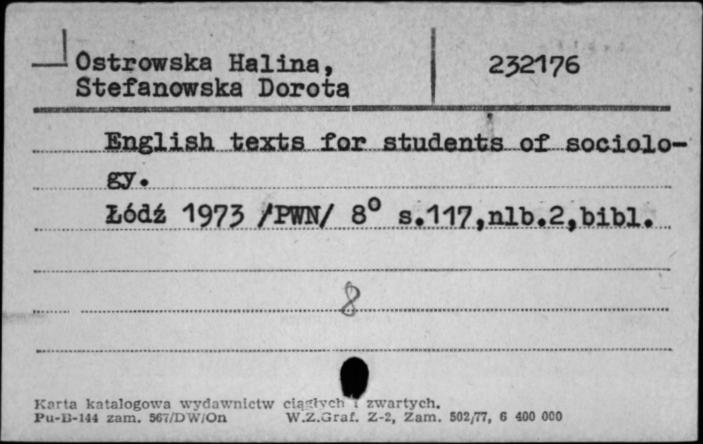 Ostrowska Halina, 232176
Stefanowska Dorota
English texts for students of sociolo-
gy.
Łódź 1973 /PWN/ 8° s.117,nlb.2,bibl.
8
Karta katalogowa wydawnictw ciągłych i zwartych.
Pu-B-144 zam. 567/DW/On W.Z.Graf. Z-2, Zam. 502/77, 6 400 000